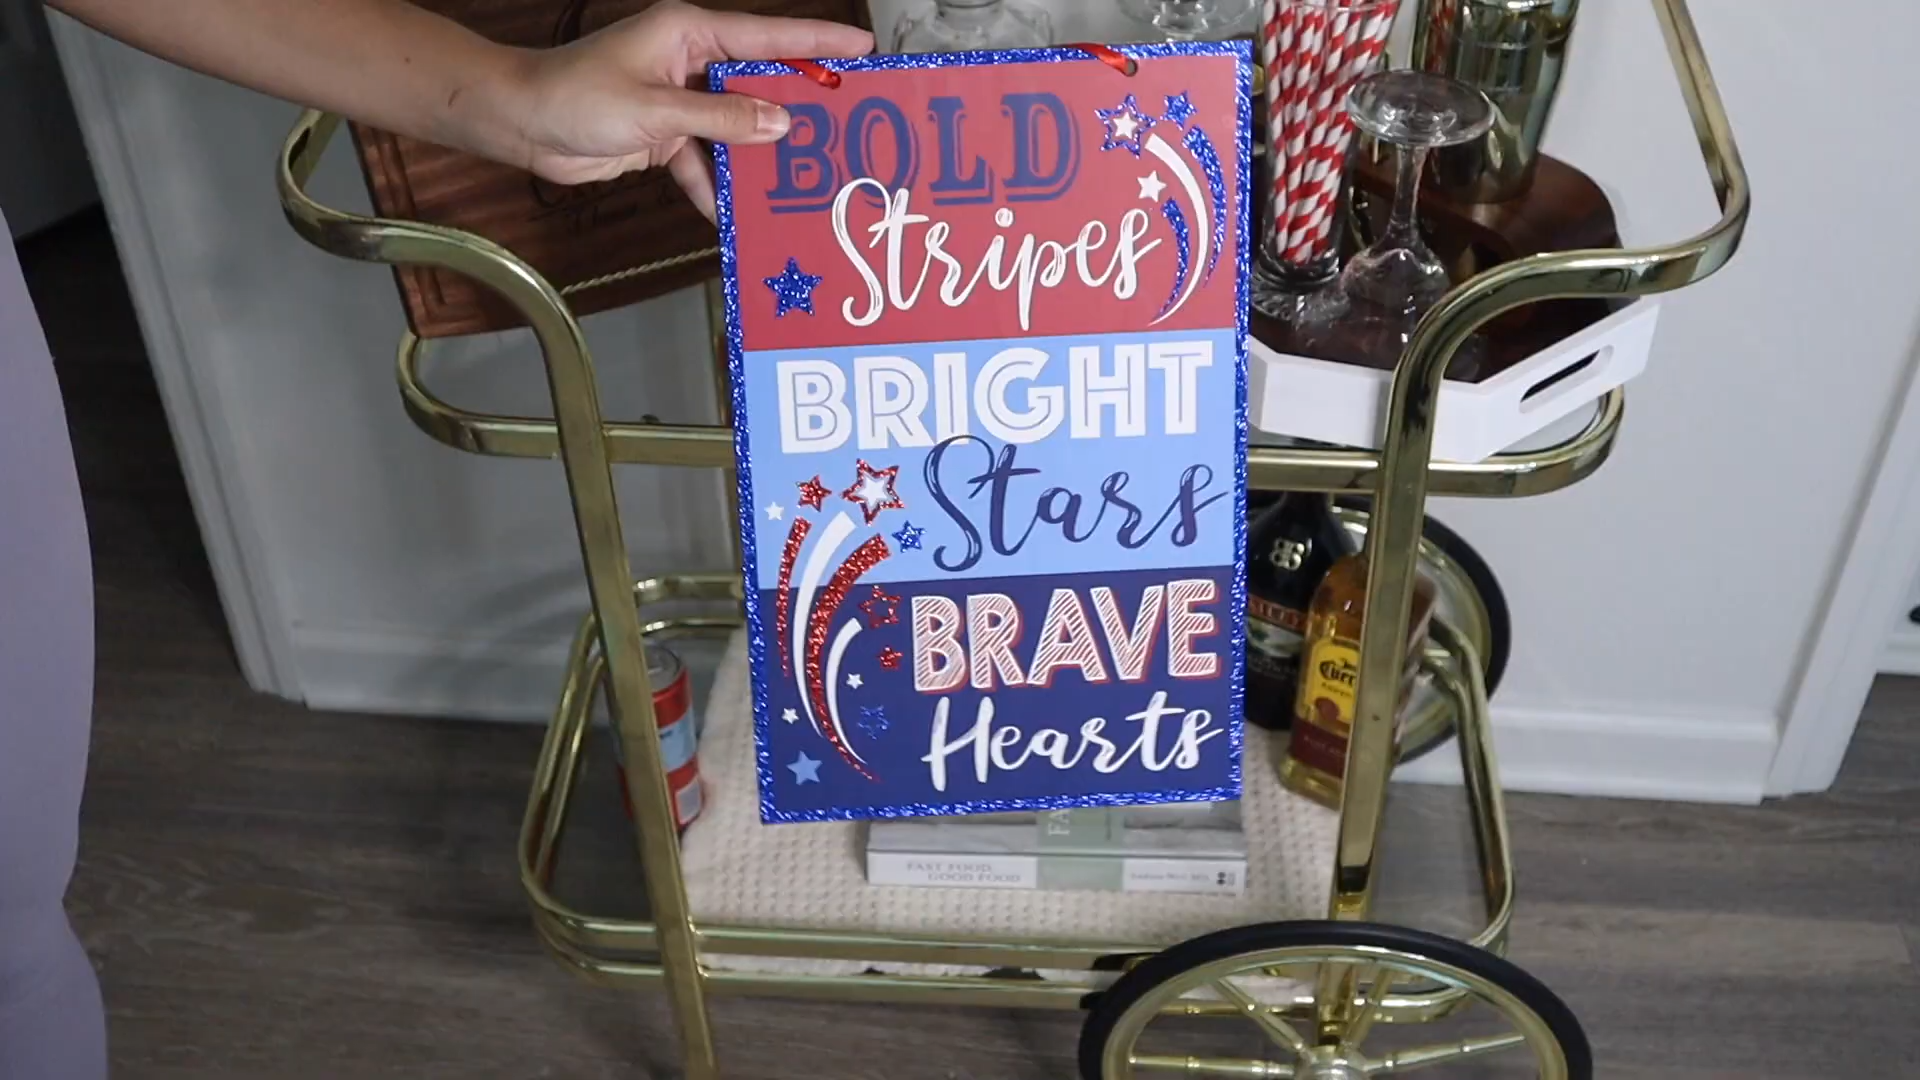 BOLD
Stripes
BRIGHT
Stars
BRAVE
Hearts
FAST FOOD,
GOOD FOOD